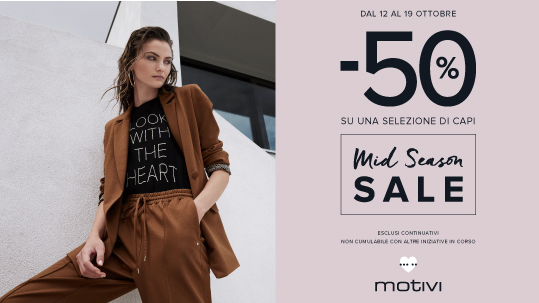 LOOK
WITH
THE
HEART
DAL 12 AL 19 OTTOBRE
-50%
SU UNA SELEZIONE DI CAPI
Mid Season
SALE
ESCLUSI CONTINUATIVI
NON CUMULABILE CON ALTRE INIZIATIVE IN CORSO
motivi